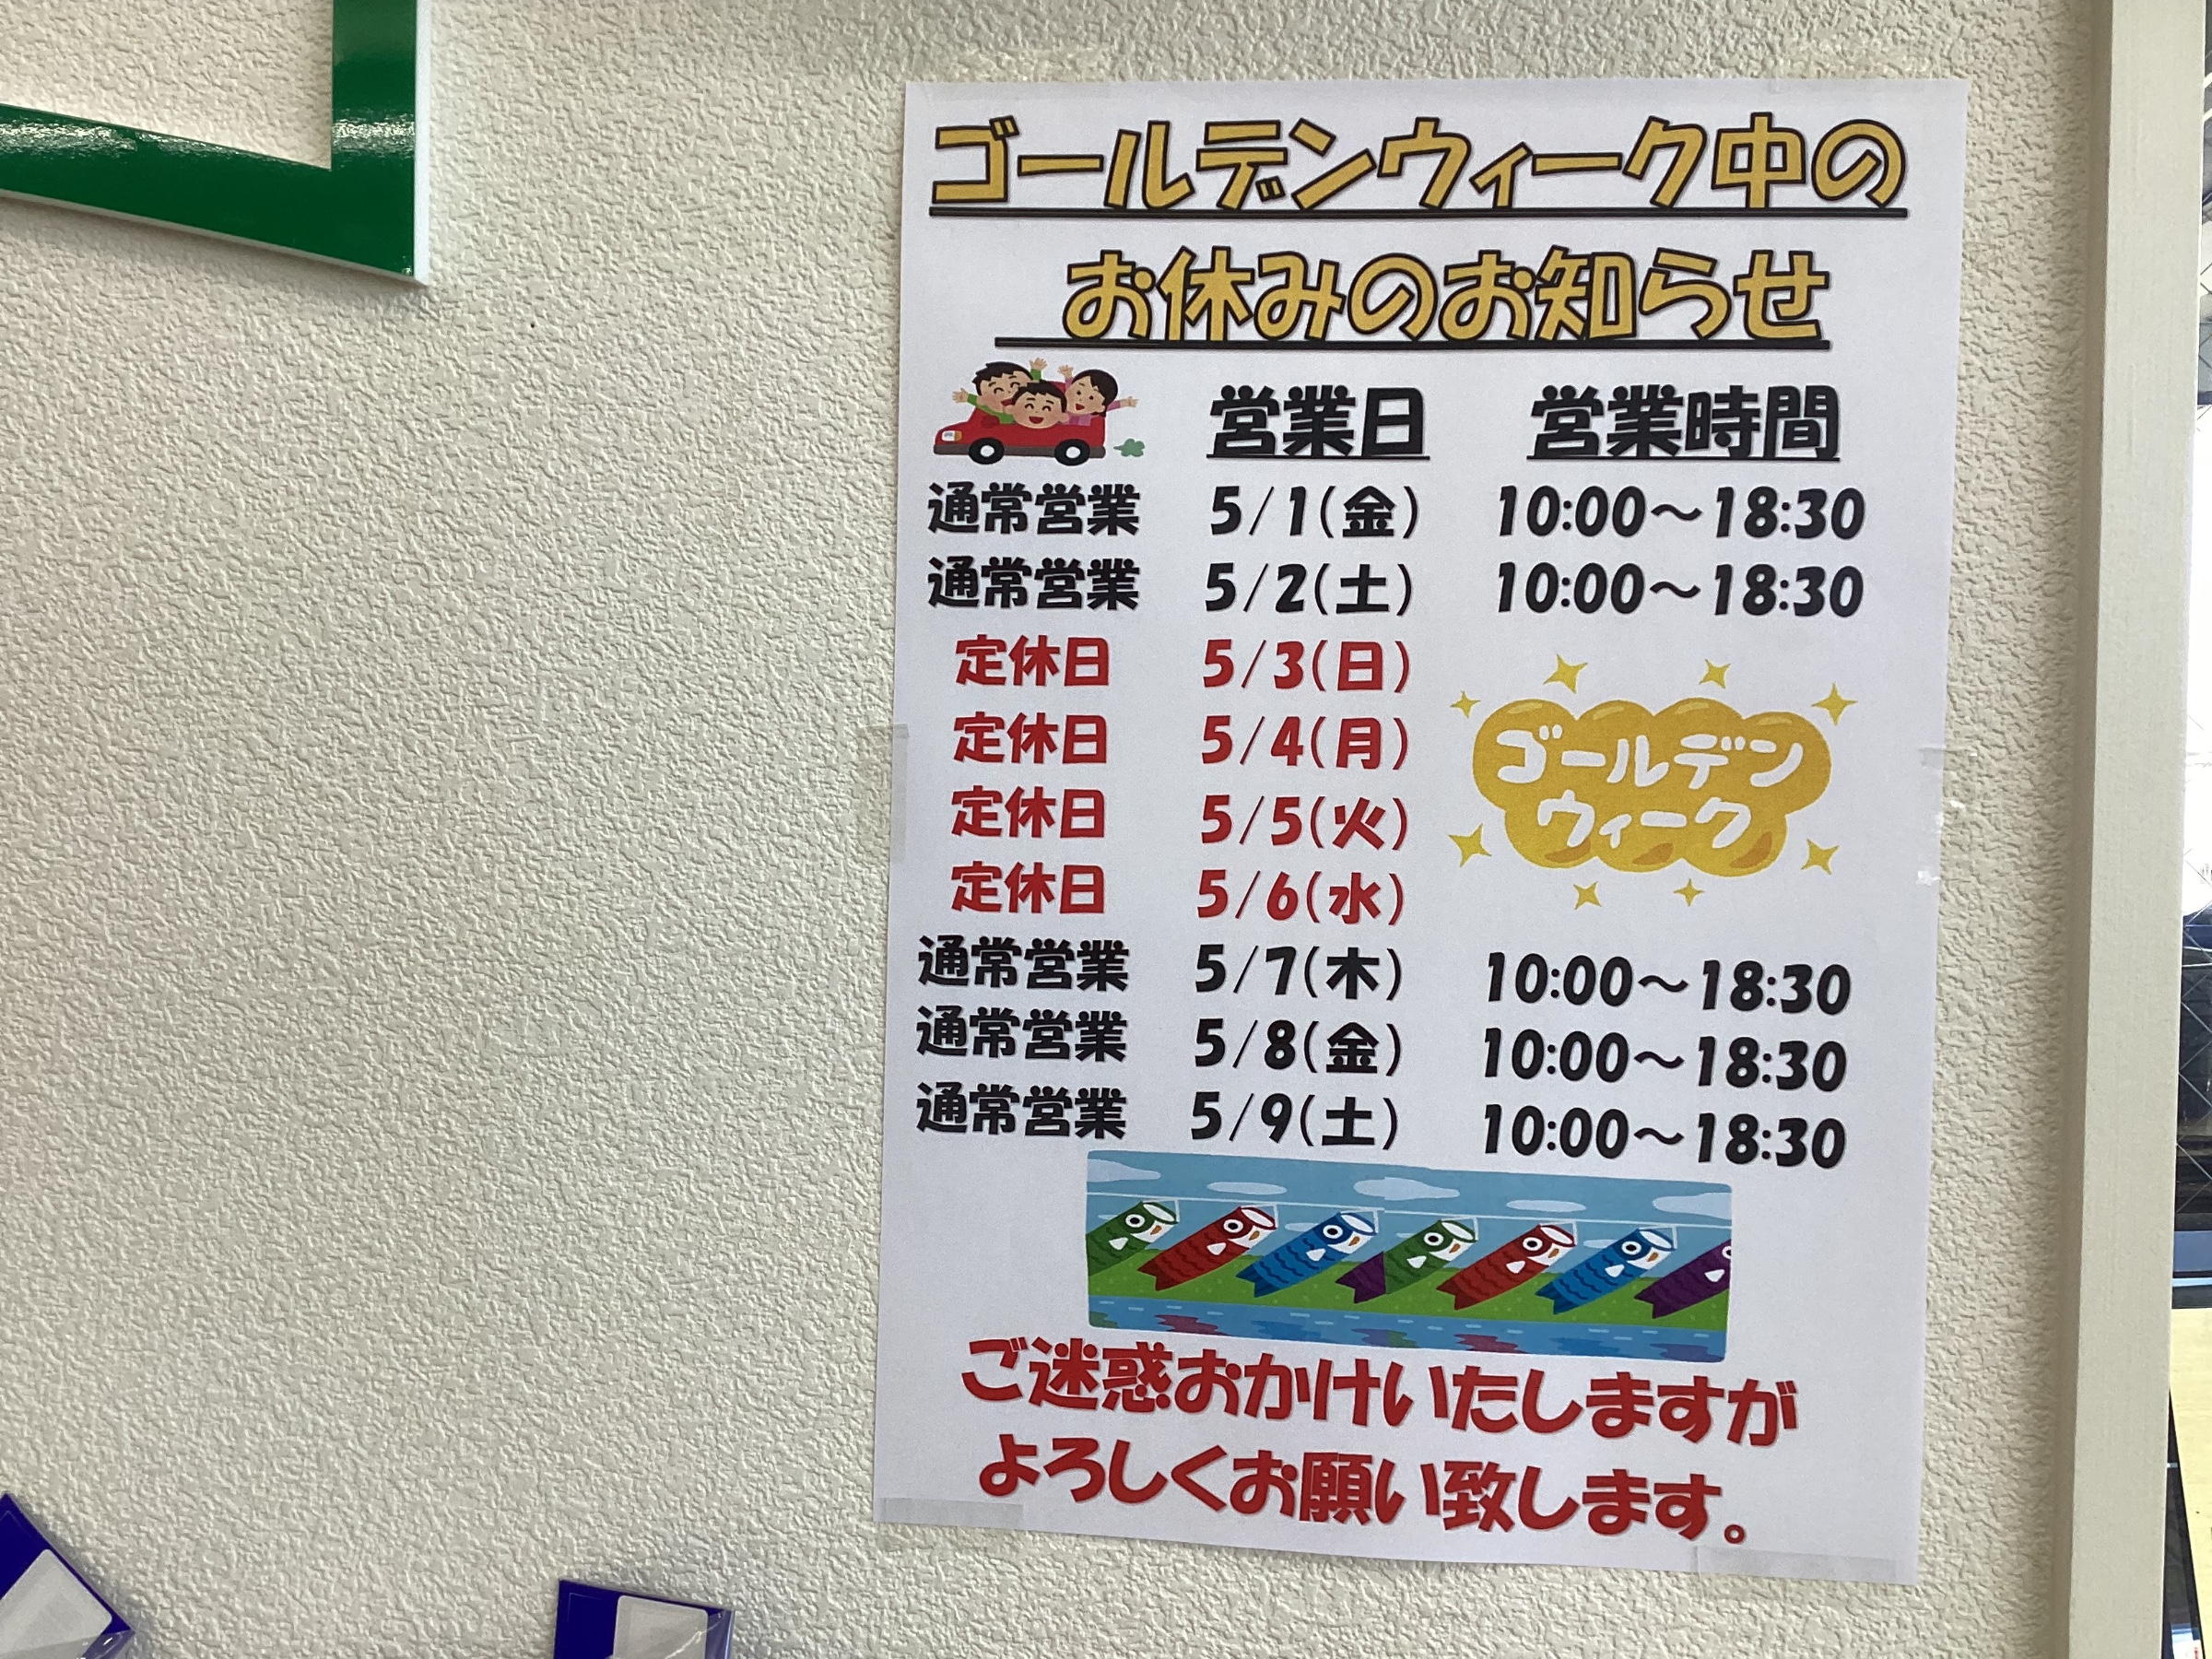 ゴールデンウィーク中の
お休みのお知らせ
営業日 営業時間
通常営業 5/1(金) 10:00～18:30
通常営業 5/2(土) 10:00～18:30
定休日 5/3(日)
定休日 5/4(月)
定休日 5/5(火)
定休日 5/6(水)
ゴールデン
ウィーク
通常営業 5/7(木) 10:00～18:30
通常営業 5/8(金) 10:00～18:30
通常営業 5/9(土) 10:00～18:30
ご迷惑おかけいたしますが
よろしくお願い致します。